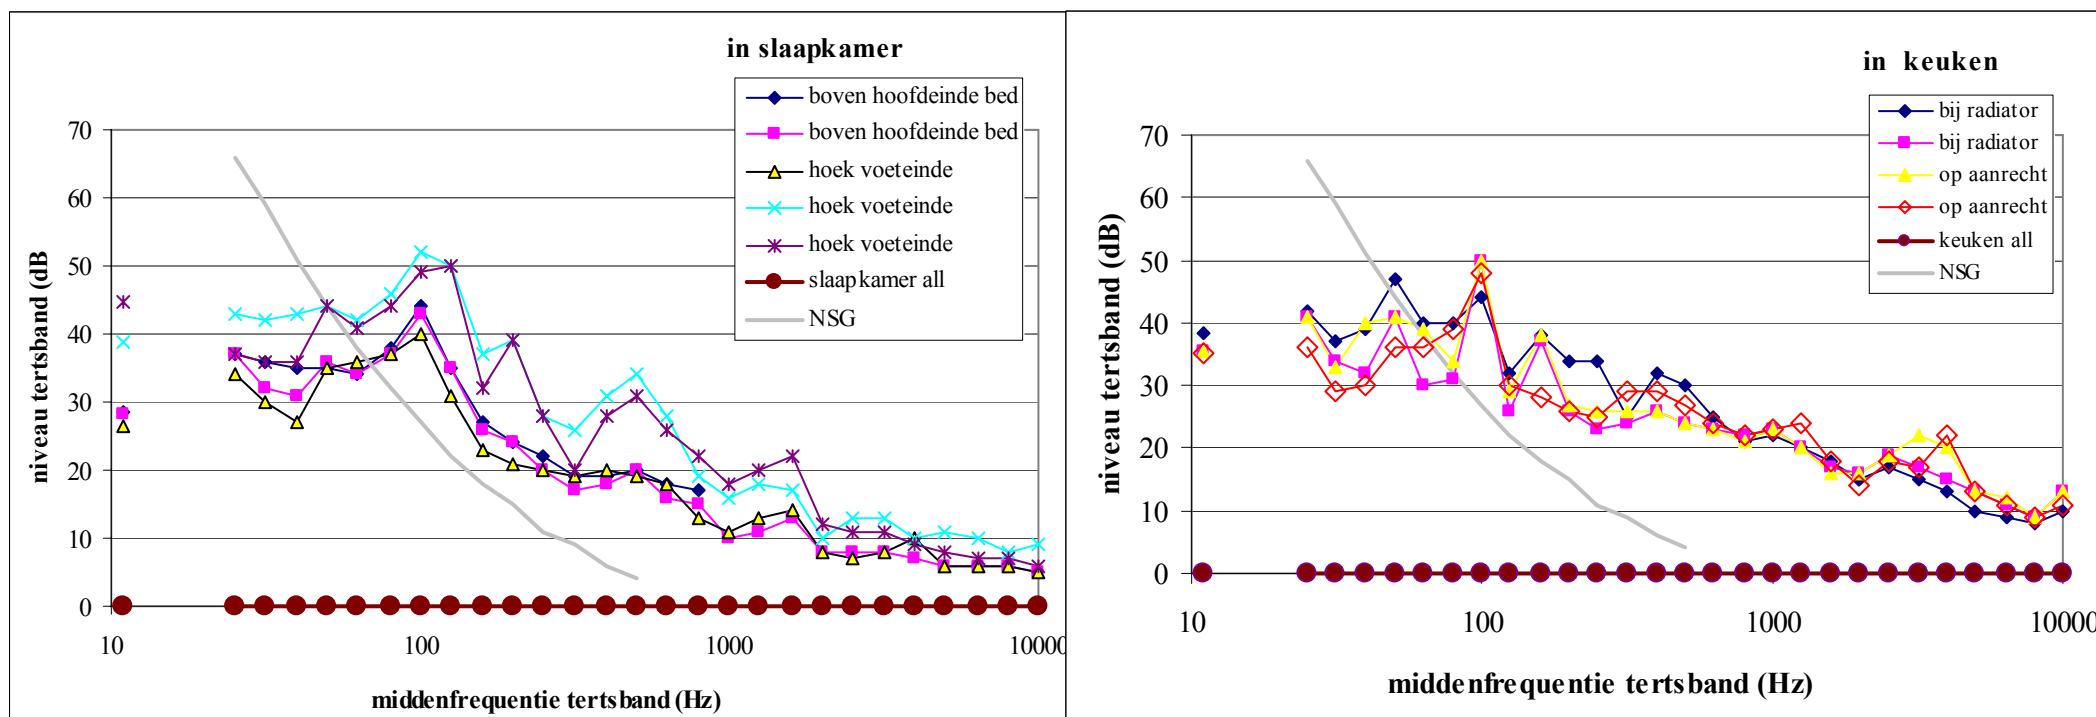 in slaapkamer
boven hoofdeinde bed
boven hoofdeinde bed
hoek voeteinde
hoek voeteinde
hoek voeteinde
slaapkamer all
NSG
niveau tertsband (dB
70
60
50
40
30
20
10
0
10
100
1000
10000
middenfrequentie tertsband (Hz)
in keuken
bij radiator
bij radiator
op aanrecht
op aanrecht
keuken all
NSG
niveau tertsband (dB)
70
60
50
40
30
20
10
0
10
100
1000
10000
middenfrequentie tertsband (Hz)